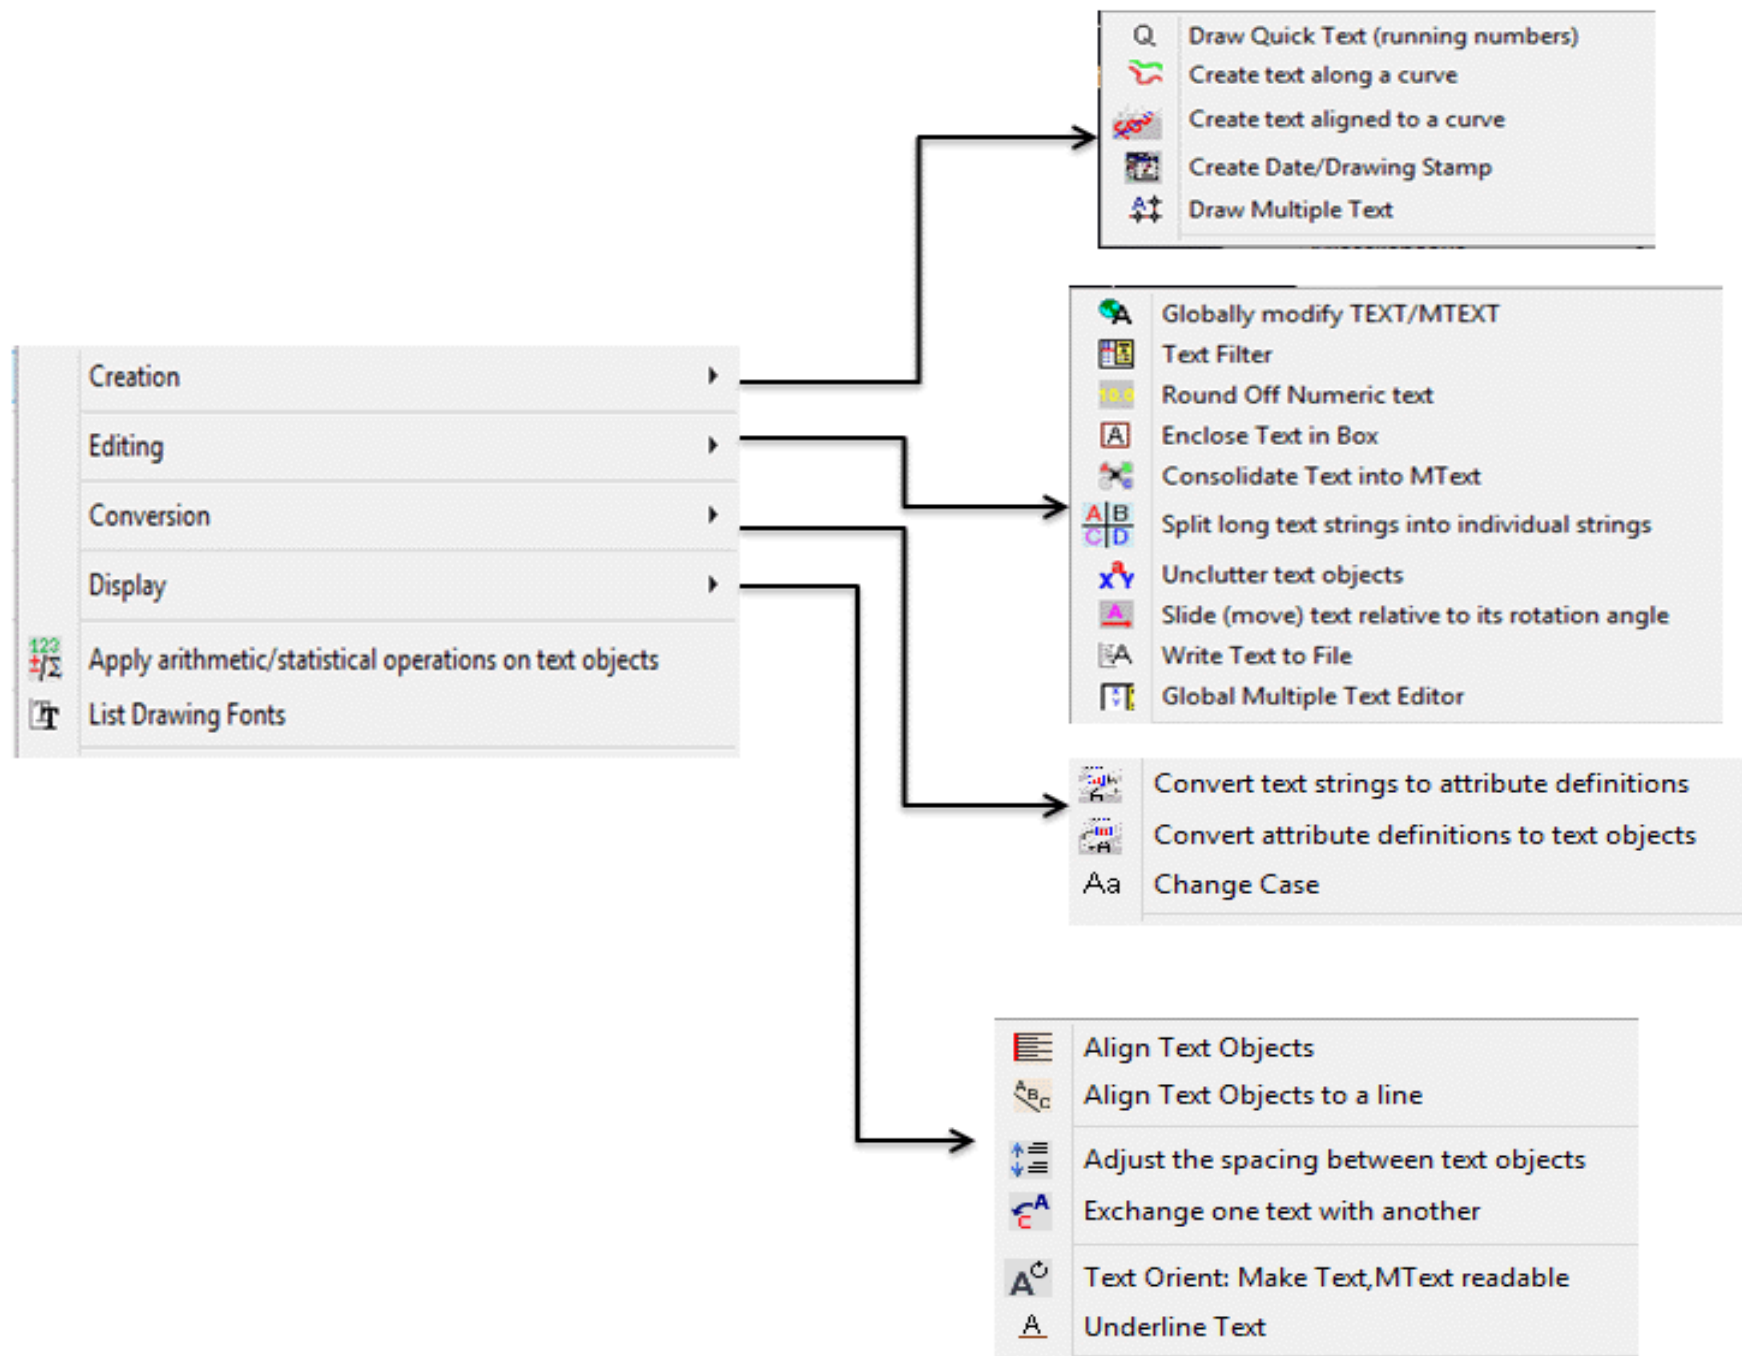 Creation
Editing
Conversion
Display
Apply arithmetic/statistical operations on text objects
List Drawing Fonts
Draw Quick Text (running numbers)
Create text along a curve
Create text aligned to a curve
Create Date/Drawing Stamp
Draw Multiple Text
Globally modify TEXT/MTEXT
Text Filter
Round Off Numeric text
Enclose Text in Box
Consolidate Text into MText
Split long text strings into individual strings
Unclutter text objects
Slide (move) text relative to its rotation angle
Write Text to File
Global Multiple Text Editor
Convert text strings to attribute definitions
Convert attribute definitions to text objects
Aa Change Case
Align Text Objects
Align Text Objects to a line
Adjust the spacing between text objects
Exchange one text with another
Text Orient: Make Text,MText readable
Underline Text